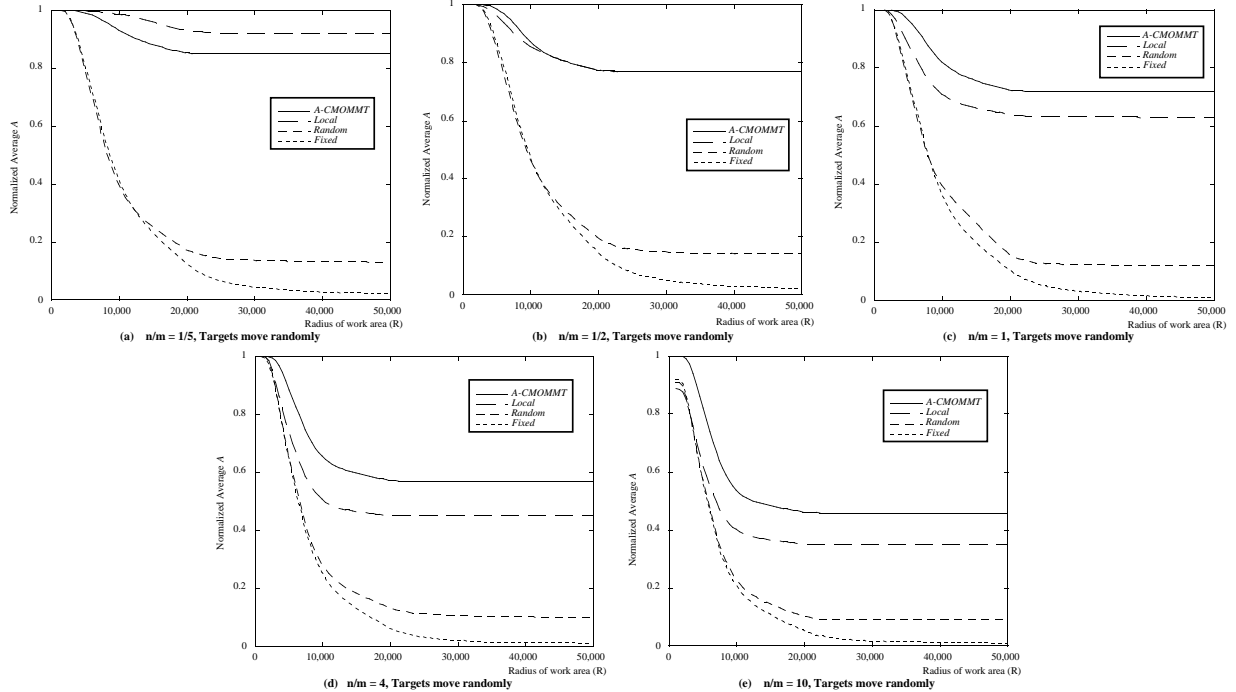 1
0.8
0.6
0.4
0.2
0
Normalized Average A
A-CMOMMT
Local
Random
Fixed
0 10,000 20,000 30,000 40,000 50,000
Radius of work area (R)
(a) n/m = 1/5, Targets move randomly
1
0.8
0.6
0.4
0.2
0
Normalized Average A
A-CMOMMT
Local
Random
Fixed
0 10,000 20,000 30,000 40,000 50,000
Radius of work area (R)
(b) n/m = 1/2, Targets move randomly
1
0.8
0.6
0.4
0.2
0
Normalized Average A
A-CMOMMT
Local
Random
Fixed
0 10,000 20,000 30,000 40,000 50,000
Radius of work area (R)
(c) n/m = 1, Targets move randomly
1
0.8
0.6
0.4
0.2
0
Normalized Average A
A-CMOMMT
Local
Random
Fixed
0 10,000 20,000 30,000 40,000 50,000
Radius of work area (R)
(d) n/m = 4, Targets move randomly
1
0.8
0.6
0.4
0.2
0
Normalized Average A
A-CMOMMT
Local
Random
Fixed
0 10,000 20,000 30,000 40,000 50,000
Radius of work area (R)
(e) n/m = 10, Targets move randomly